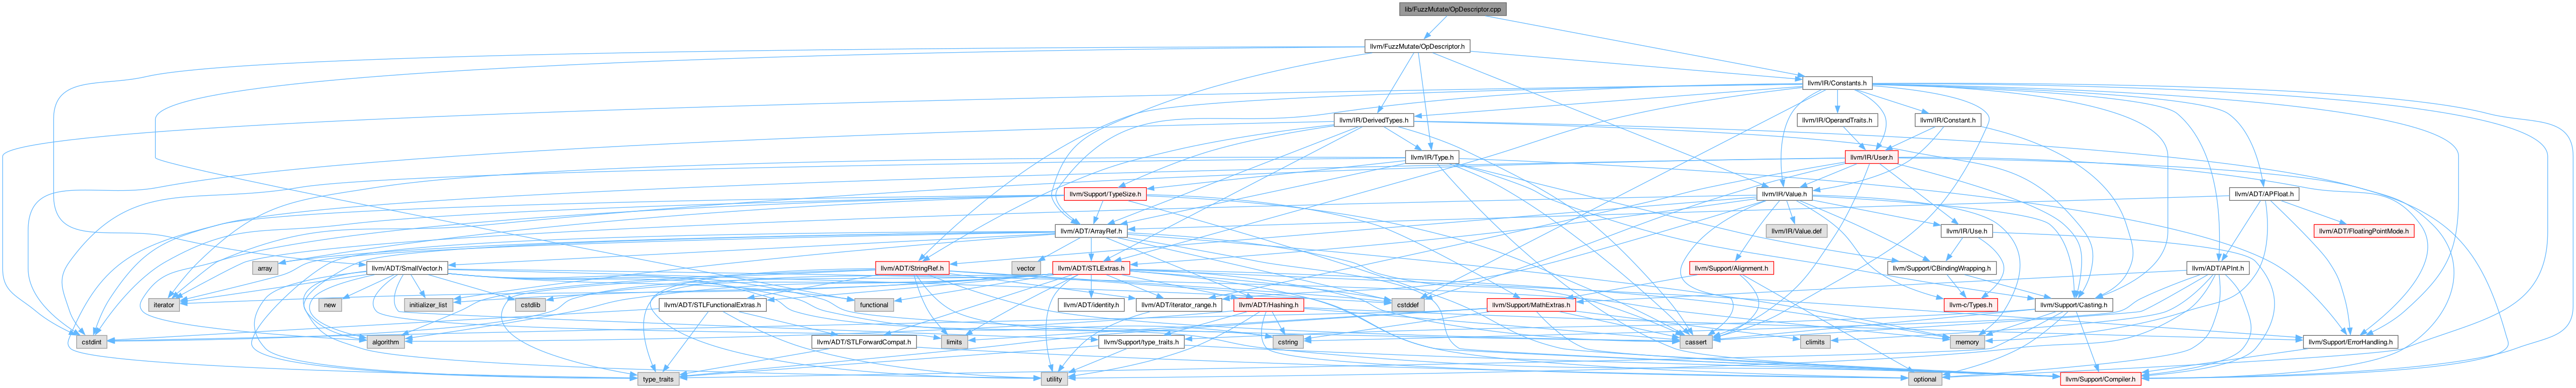 lib/FuzzMutate/OpDescriptor.cpp
llvm/FuzzMutate/OpDescriptor.h
llvm/IR/Constants.h
llvm/IR/DerivedTypes.h
llvm/IR/OperandTraits.h
llvm/IR/Constant.h
llvm/IR/Type.h
llvm/IR/User.h
llvm/Support/TypeSize.h
llvm/IR/Value.h
llvm/ADT/APFloat.h
llvm/ADT/ArrayRef.h
llvm/IR/Value.def
llvm/IR/Use.h
llvm/ADT/FloatingPointMode.h
array
llvm/ADT/SmallVector.h
llvm/ADT/StringRef.h
vector
llvm/ADT/STLExtras.h
llvm/Support/Alignment.h
llvm/Support/CBindingWrapping.h
llvm/ADT/APInt.h
iterator
new
initializer_list
cstdlib
llvm/ADT/STLFunctionalExtras.h
functional
llvm/ADT/identity.h
llvm/ADT/iterator_range.h
llvm/ADT/Hashing.h
cstddef
llvm/Support/MathExtras.h
llvm-c/Types.h
llvm/Support/Casting.h
cstdint
algorithm
llvm/ADT/STLForwardCompat.h
limits
llvm/Support/type_traits.h
cstring
cassert
climits
memory
llvm/Support/ErrorHandling.h
type_traits
utility
optional
llvm/Support/Compiler.h